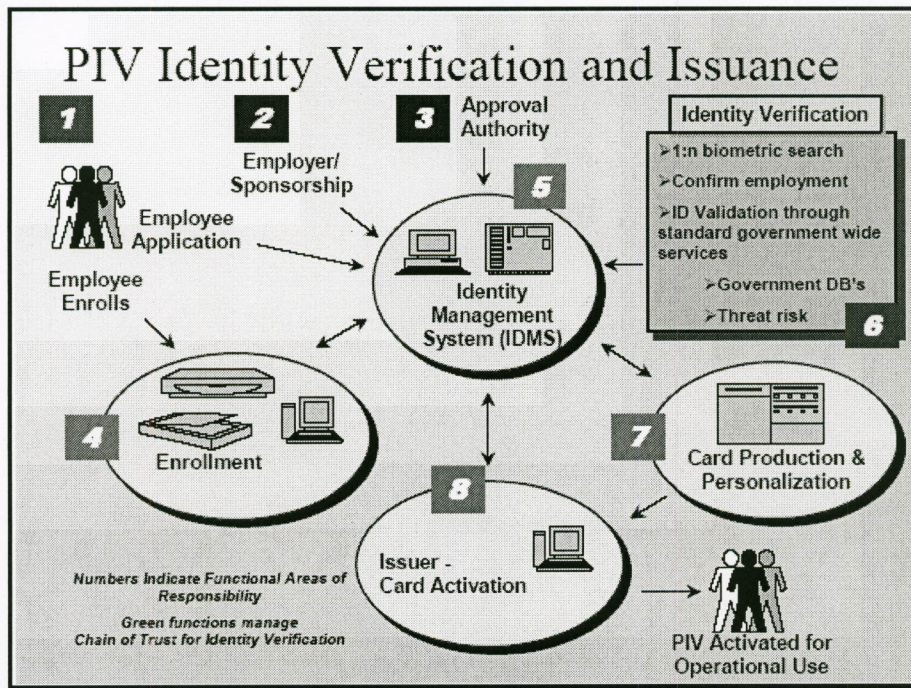 PIV Identity Verification and Issuance
1
2
3
Approval
Authority
Employer/
Sponsorship
Employee
Application
Employee
Enrolls
Identity Verification
➢1:n biometric search
➢Confirm employment
➢ID Validation through
standard government wide
services
➢Government DB's
➢Threat risk
6
5
Identity
Management
System (IDMS)
4
Enrollment
7
Card Production &
Personalization
8
Issuer -
Card Activation
Numbers Indicate Functional Areas of
Responsibility
Green functions manage
Chain of Trust for Identity Verification
PIV Activated for
Operational Use